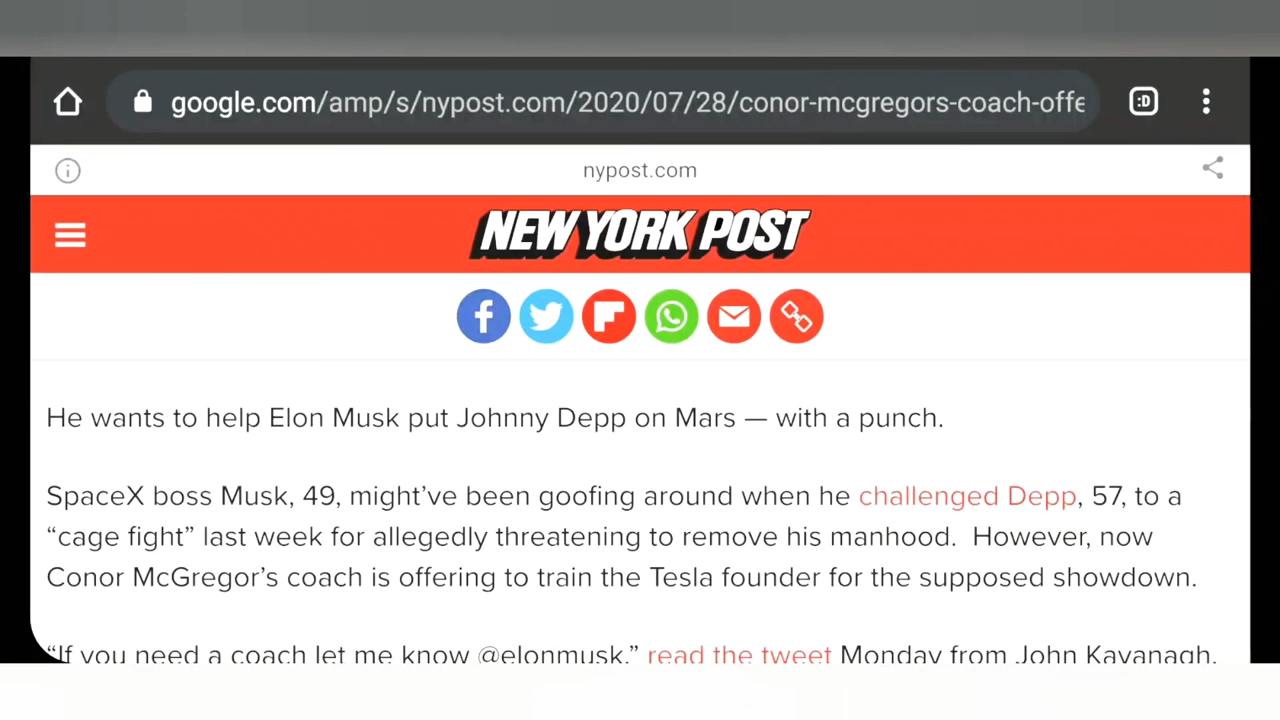 google.com/amp/s/nypost.com/2020/07/28/conor-mcgregors-coach-offe
:D
nypost.com
NEW YORK POST
He wants to help Elon Musk put Johnny Depp on Mars — with a punch.
SpaceX boss Musk, 49, might’ve been goofing around when he challenged Depp, 57, to a
“cage fight” last week for allegedly threatening to remove his manhood.  However, now
Conor McGregor’s coach is offering to train the Tesla founder for the supposed showdown.
“If you need a coach let me know @elonmusk,” read the tweet Monday from John Kavanagh,